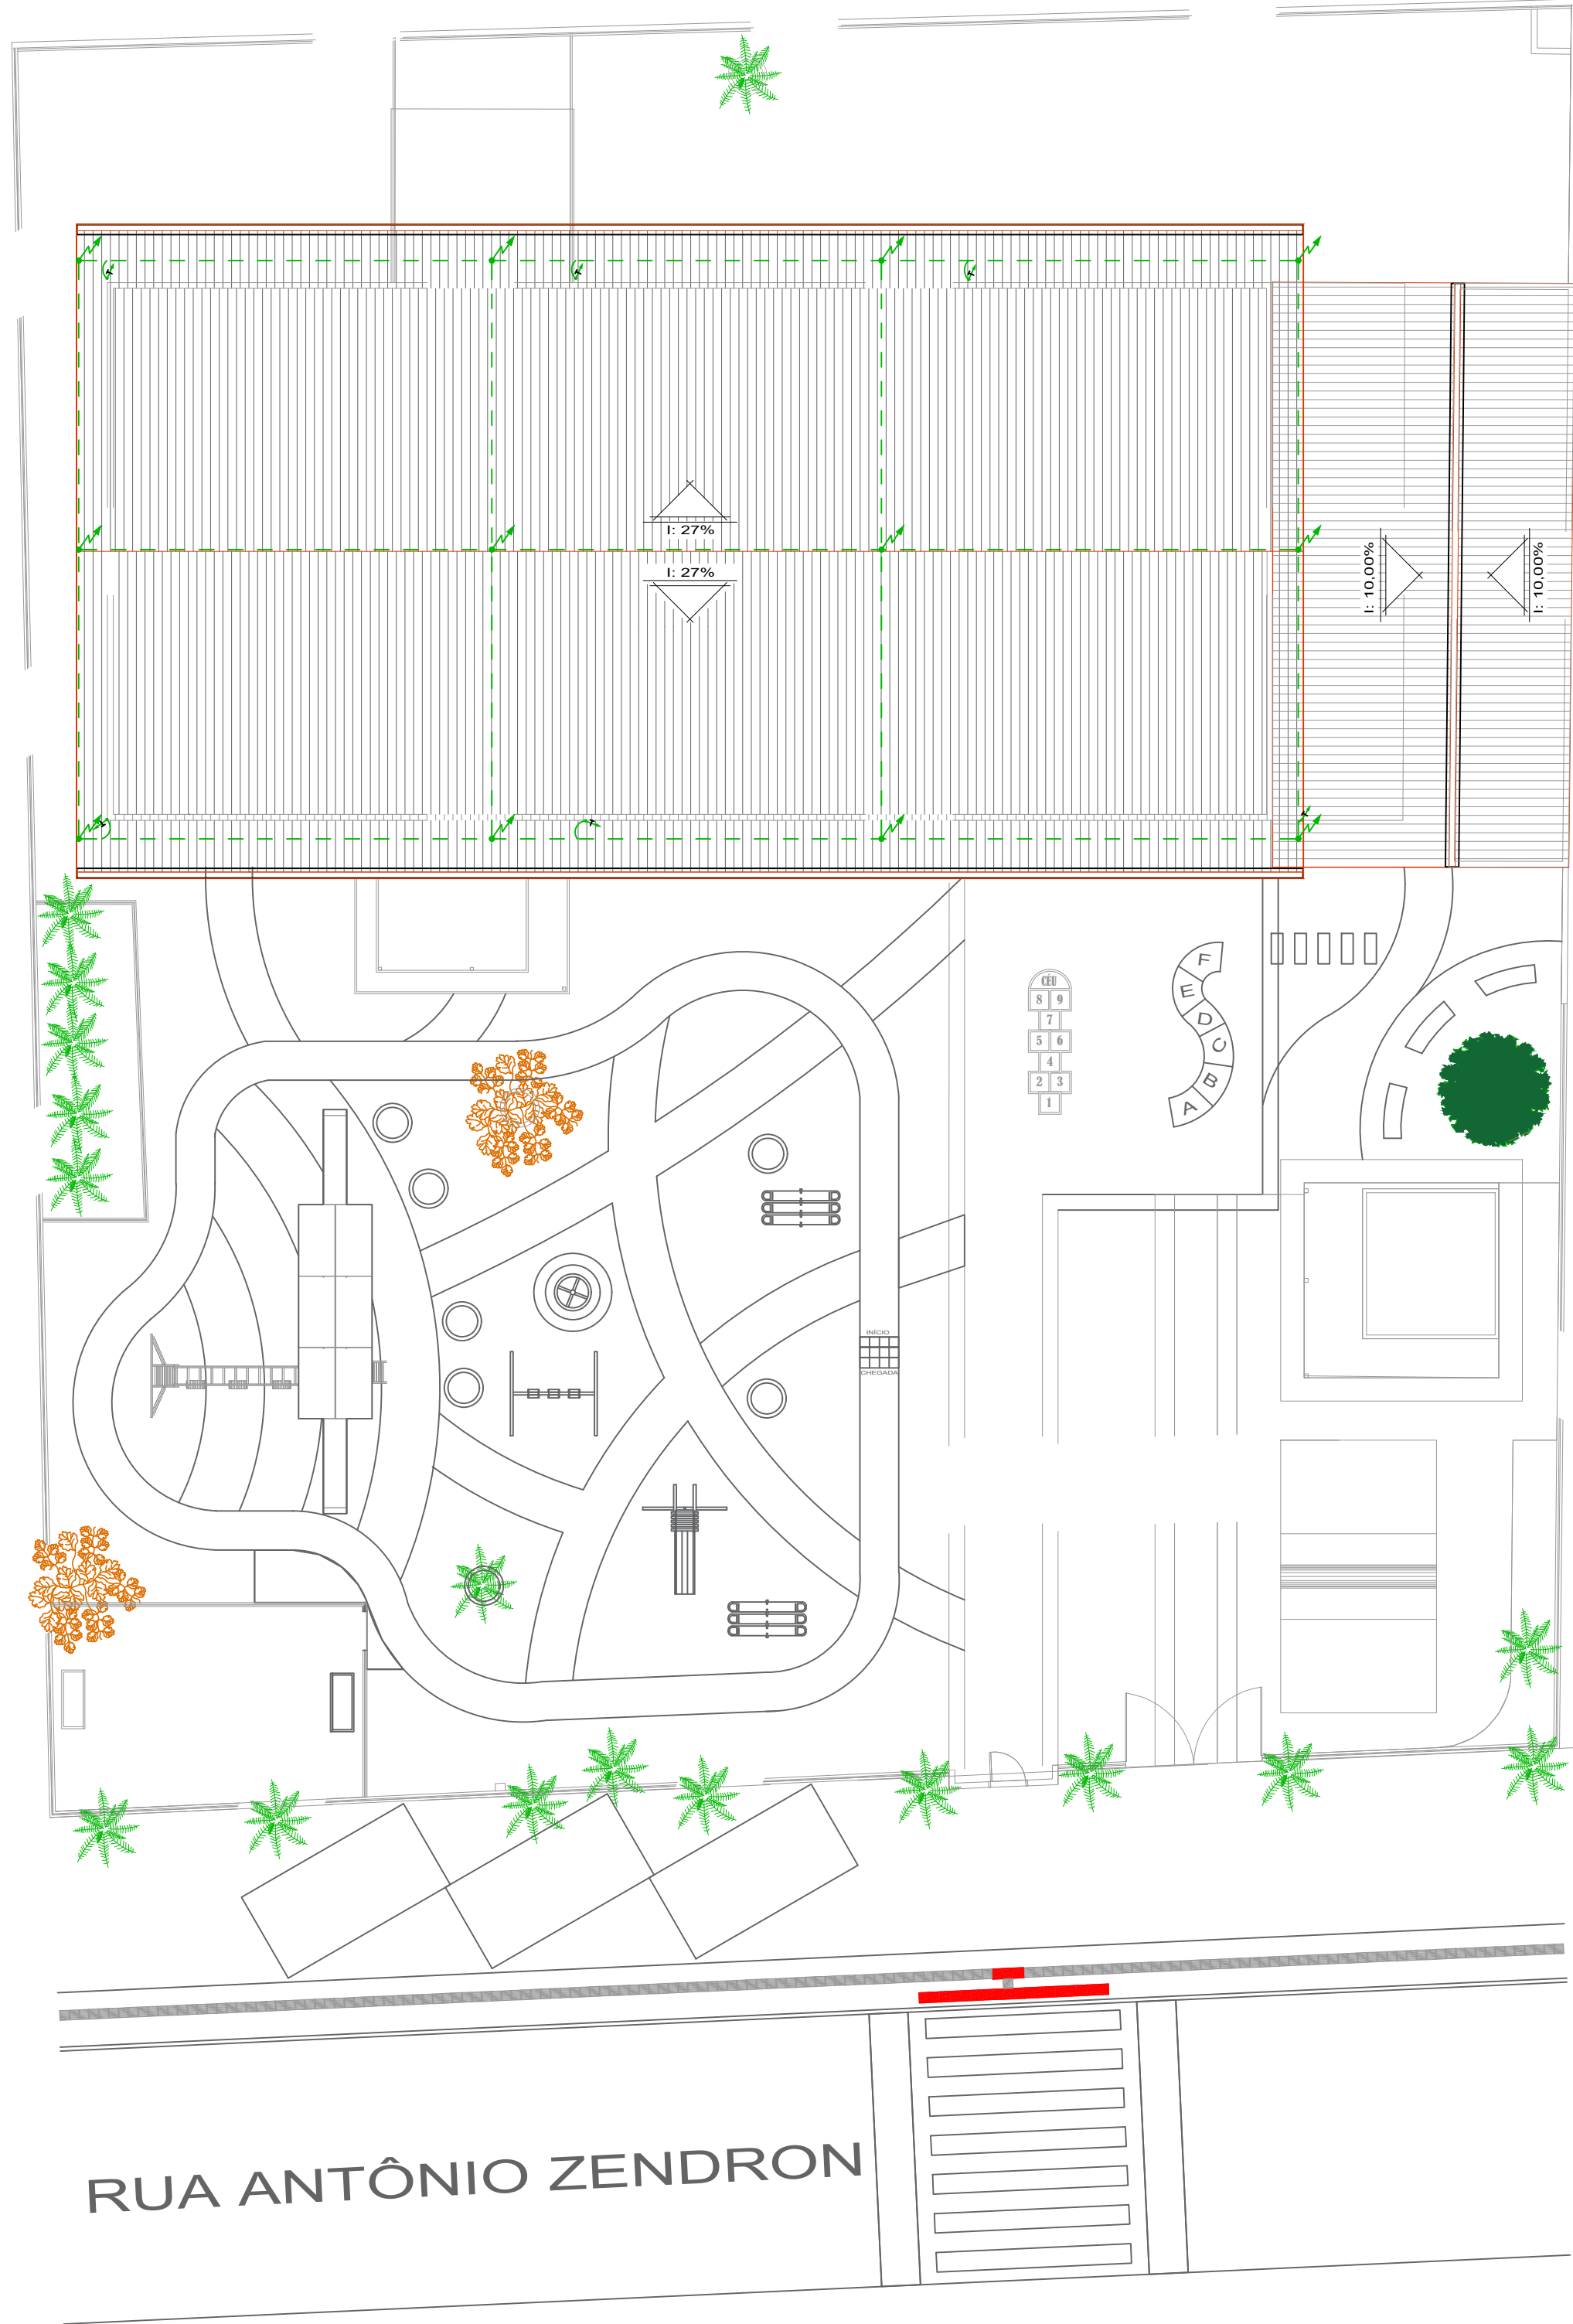 I: 27%
I: 27%
I: 10,00%
I: 10,00%
CÉU
8 9
7
5 6
4
2 3
1
F
E
D
C
B
A
INÍCIO
CHEGADA
RUA ANTÔNIO ZENDRON